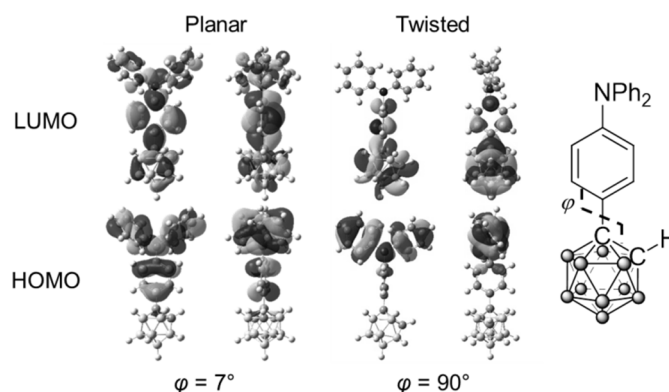 Planar Twisted
LUMO
HOMO
φ = 7° φ = 90°
NPh₂
φ
C
C H